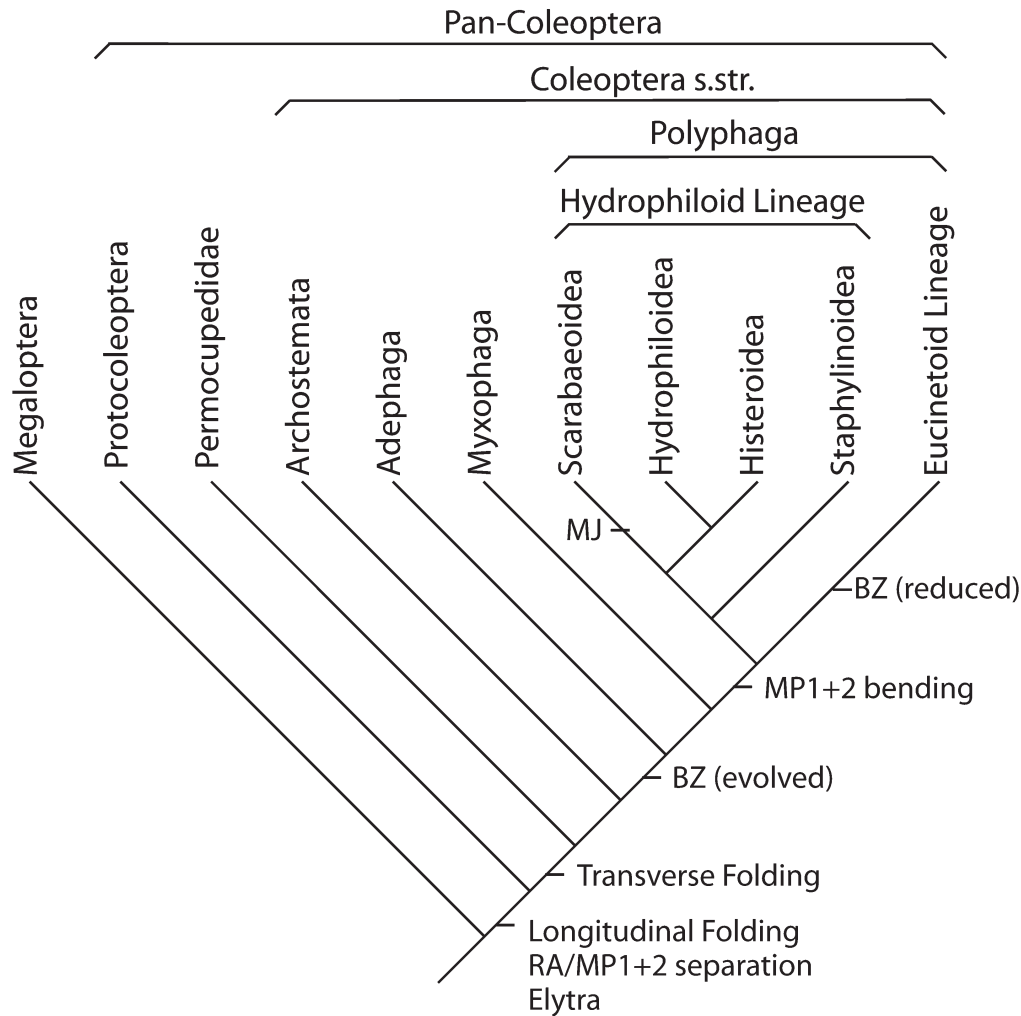 Pan-Coleoptera
Coleoptera s.str.
Polyphaga
Hydrophiloid Lineage
Megaloptera
Protocoleoptera
Permocupedidae
Archostemata
Adephaga
Myxophaga
Scarabaeoidea
Hydrophiloidea
Histeroidea
Staphylinoidea
Eucinetoid Lineage
MJ
BZ (reduced)
MP1+2 bending
BZ (evolved)
Transverse Folding
Longitudinal Folding
RA/MP1+2 separation
Elytra